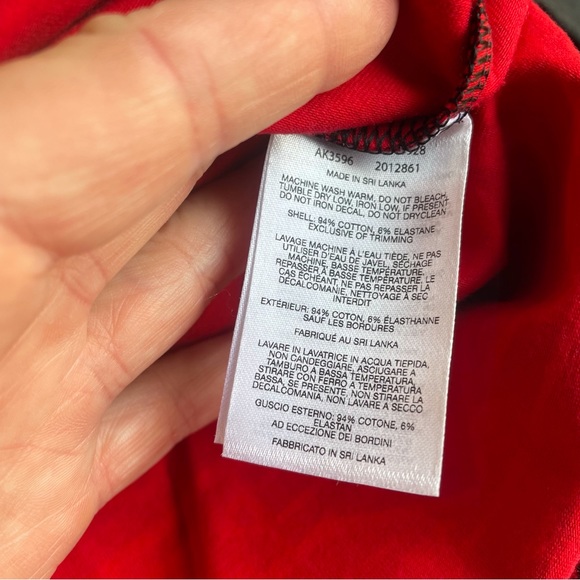 AK3596 2012861
MADE IN SRI LANKA
MACHINE WASH WARM, DO NOT BLEACH,
TUMBLE DRY LOW, IRON LOW, IF PRESENT
DO NOT IRON DECAL, DO NOT DRYCLEAN
SHELL: 94% COTTON, 6% ELASTANE
EXCLUSIVE OF TRIMMING
LAVAGE MACHINE À L'EAU TIÈDE, NE PAS
UTILISER D'EAU DE JAVEL, SÉCHAGE
MACHINE, BASSE TEMPÉRATURE,
REPASSER À BASSE TEMPÉRATURE, LE
CAS ÉCHÉANT, NE PAS REPASSER LA
DÉCALCOMANIE, NETTOYAGE À SEC
INTERDIT
EXTÉRIEUR: 94% COTON, 6% ÉLASTHANNE
SAUF LES BORDURES
FABRIQUÉ AU SRI LANKA
LAVARE IN LAVATRICE IN ACQUA TIEPIDA,
NON CANDEGGIARE, ASCIUGARE A
TAMBURO A BASSA TEMPERATURA,
STIRARE CON FERRO A TEMPERATURA
BASSA, SE PRESENTE, NON STIRARE LA
DECALCOMANIA, NON LAVARE A SECCO
GUSCIO ESTERNO: 94% COTONE, 6%
ELASTAN
AD ECCEZIONE DEI BORDINI
FABBRICATO IN SRI LANKA